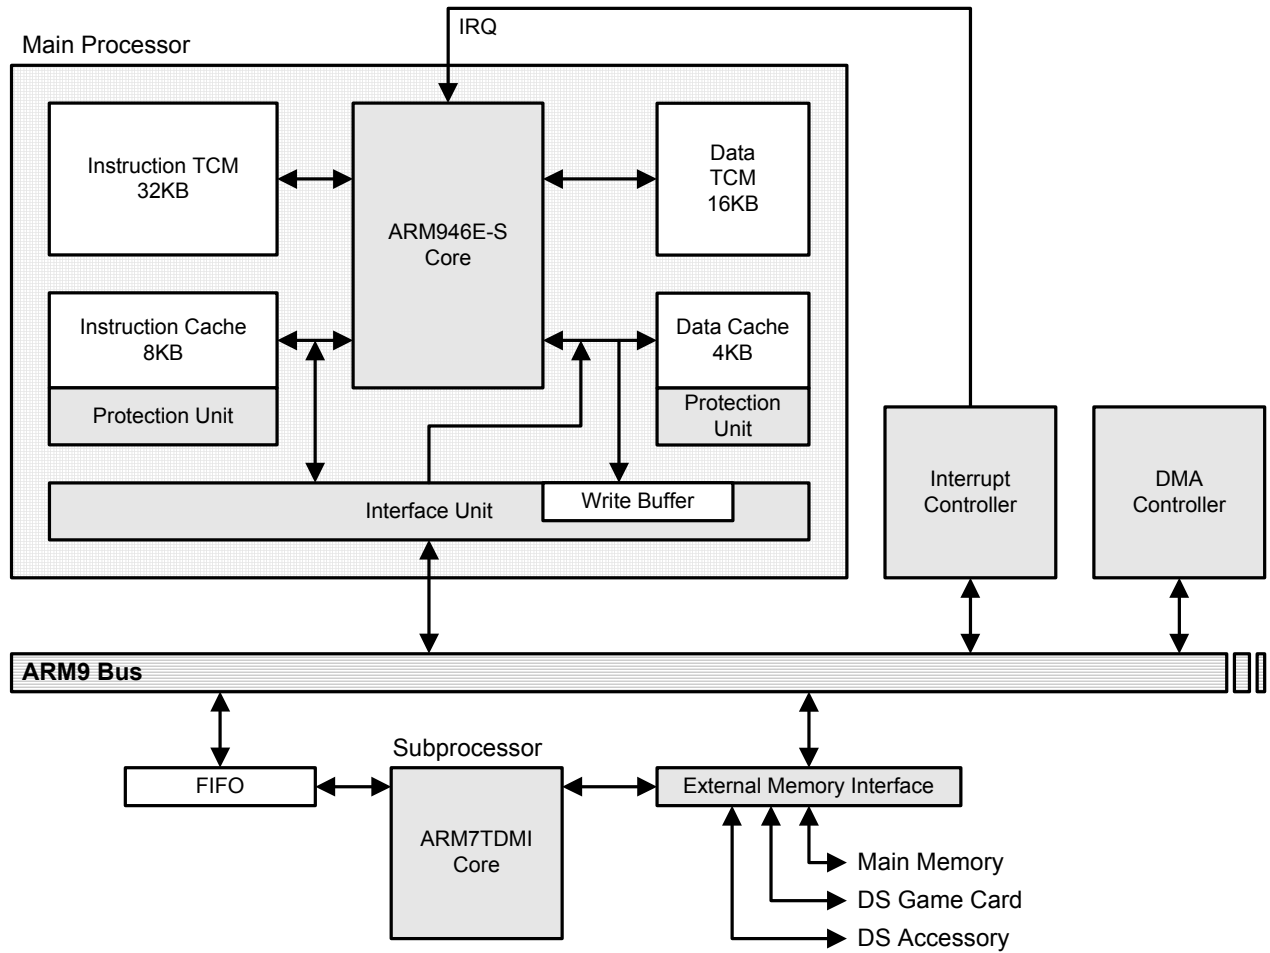 IRQ
Main Processor
Instruction TCM
32KB
ARM946E-S
Core
Data
TCM
16KB
Instruction Cache
8KB
Protection Unit
Data Cache
4KB
Protection
Unit
Interface Unit
Write Buffer
Interrupt
Controller
DMA
Controller
ARM9 Bus
Subprocessor
FIFO
ARM7TDMI
Core
External Memory Interface
Main Memory
DS Game Card
DS Accessory